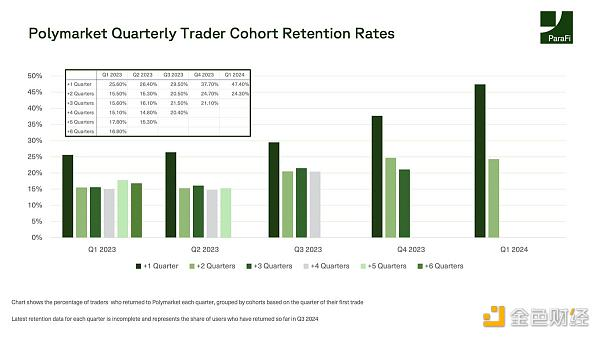 Polymarket Quarterly Trader Cohort Retention Rates
ParaFi
Q1 2023 Q2 2023 Q3 2023 Q4 2023 Q1 2024
+1 Quarter 25.60% 26.40% 29.50% 37.70% 47.40%
+2 Quarters 15.50% 15.30% 20.50% 24.70% 24.30%
+3 Quarters 15.60% 16.10% 21.50% 21.10%
+4 Quarters 15.10% 14.80% 20.40%
+5 Quarters 17.80% 15.30%
+6 Quarters 16.80%
50%
45%
40%
35%
30%
25%
20%
15%
10%
5%
0%
Q1 2023 Q2 2023 Q3 2023 Q4 2023 Q1 2024
+1 Quarter +2 Quarters +3 Quarters +4 Quarters +5 Quarters +6 Quarters
Chart shows the percentage of traders who returned to Polymarket each quarter, grouped by cohorts based on the quarter of their first trade
Latest retention data for each quarter is incomplete and represents the share of users who have returned so far in Q3 2024
金色财经